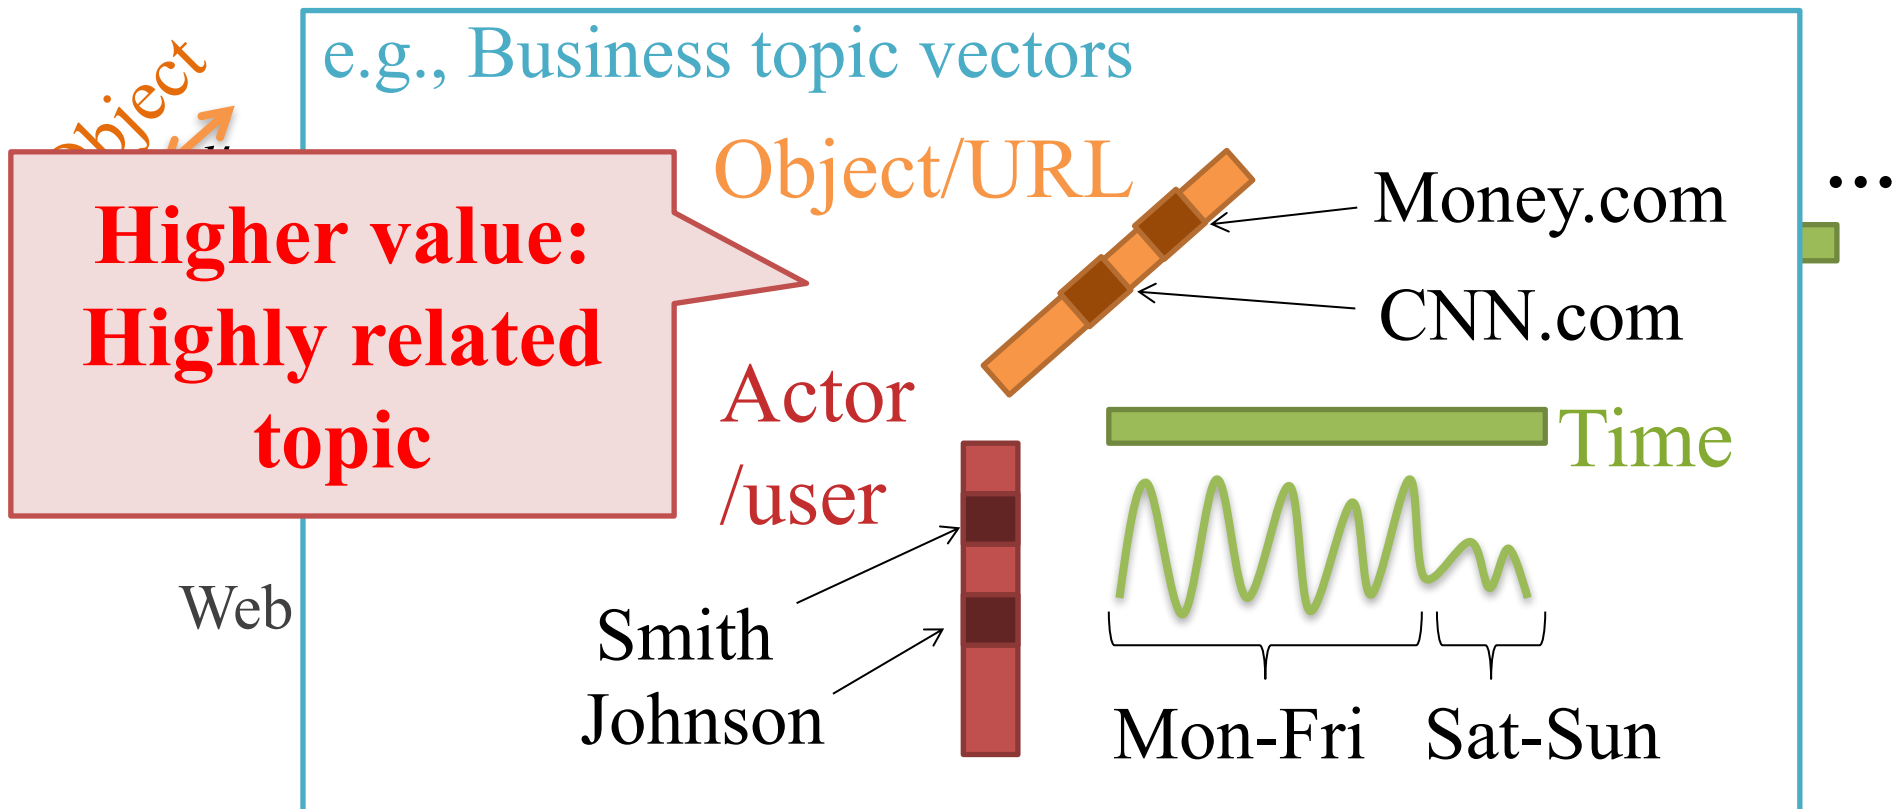 e.g., Business topic vectors
Object
Object/URL
Higher value:
Highly related
topic
Money.com
...
CNN.com
Actor
/user
Time
Web
Smith
Johnson
Mon-Fri
Sat-Sun